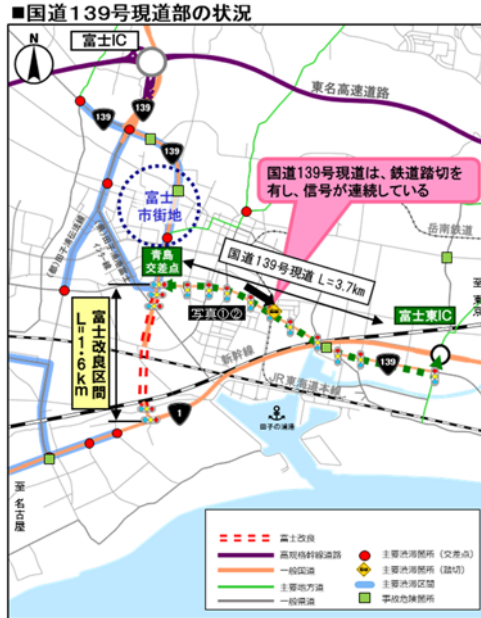 ■国道139号現道部の状況
N
富士IC
東名高速道路
139
139
139
国道139号現道は、鉄道踏切を
有し、信号が連続している
富士
市街地
岳南鉄道
青島
交差点
国道139号現道 L=3.7km
富士東IC
至 東京
写真①②
富士改良区間
L=1.6km
新幹線
139
JR東海道本線
1
田子の浦港
至 名古屋
富士改良
高規格幹線道路
一般国道
主要地方道
一般県道
主要渋滞箇所（交差点）
主要渋滞箇所（踏切）
主要渋滞区間
事故危険箇所